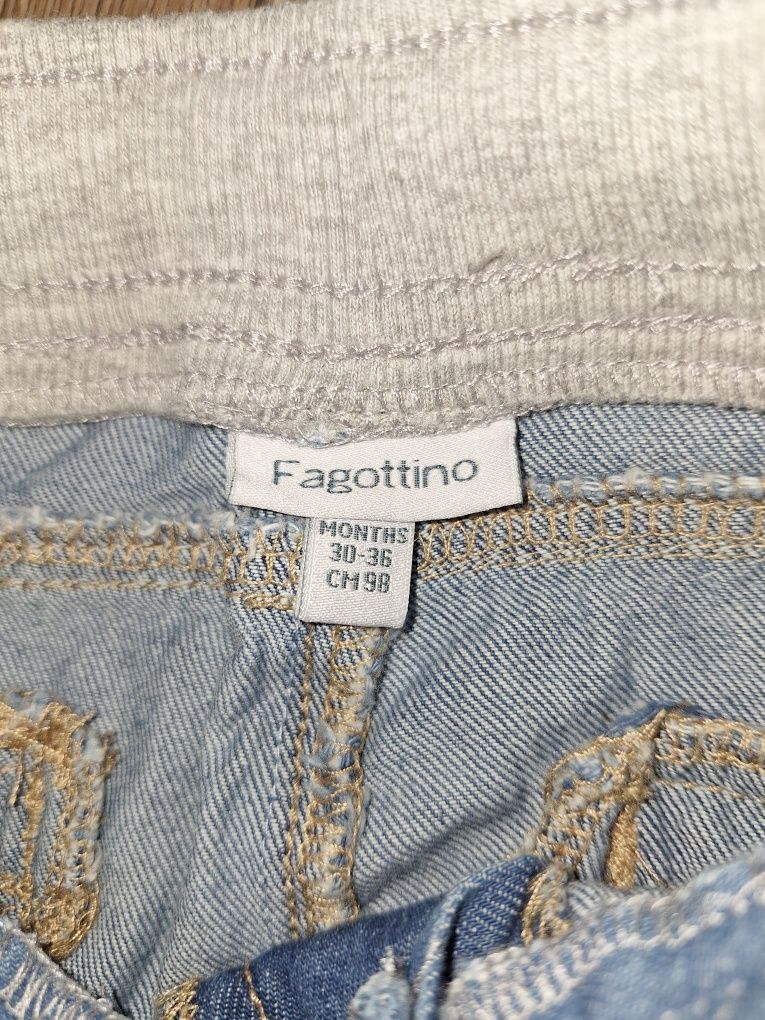 Fagottino
MONTHS
30-36
CM 98